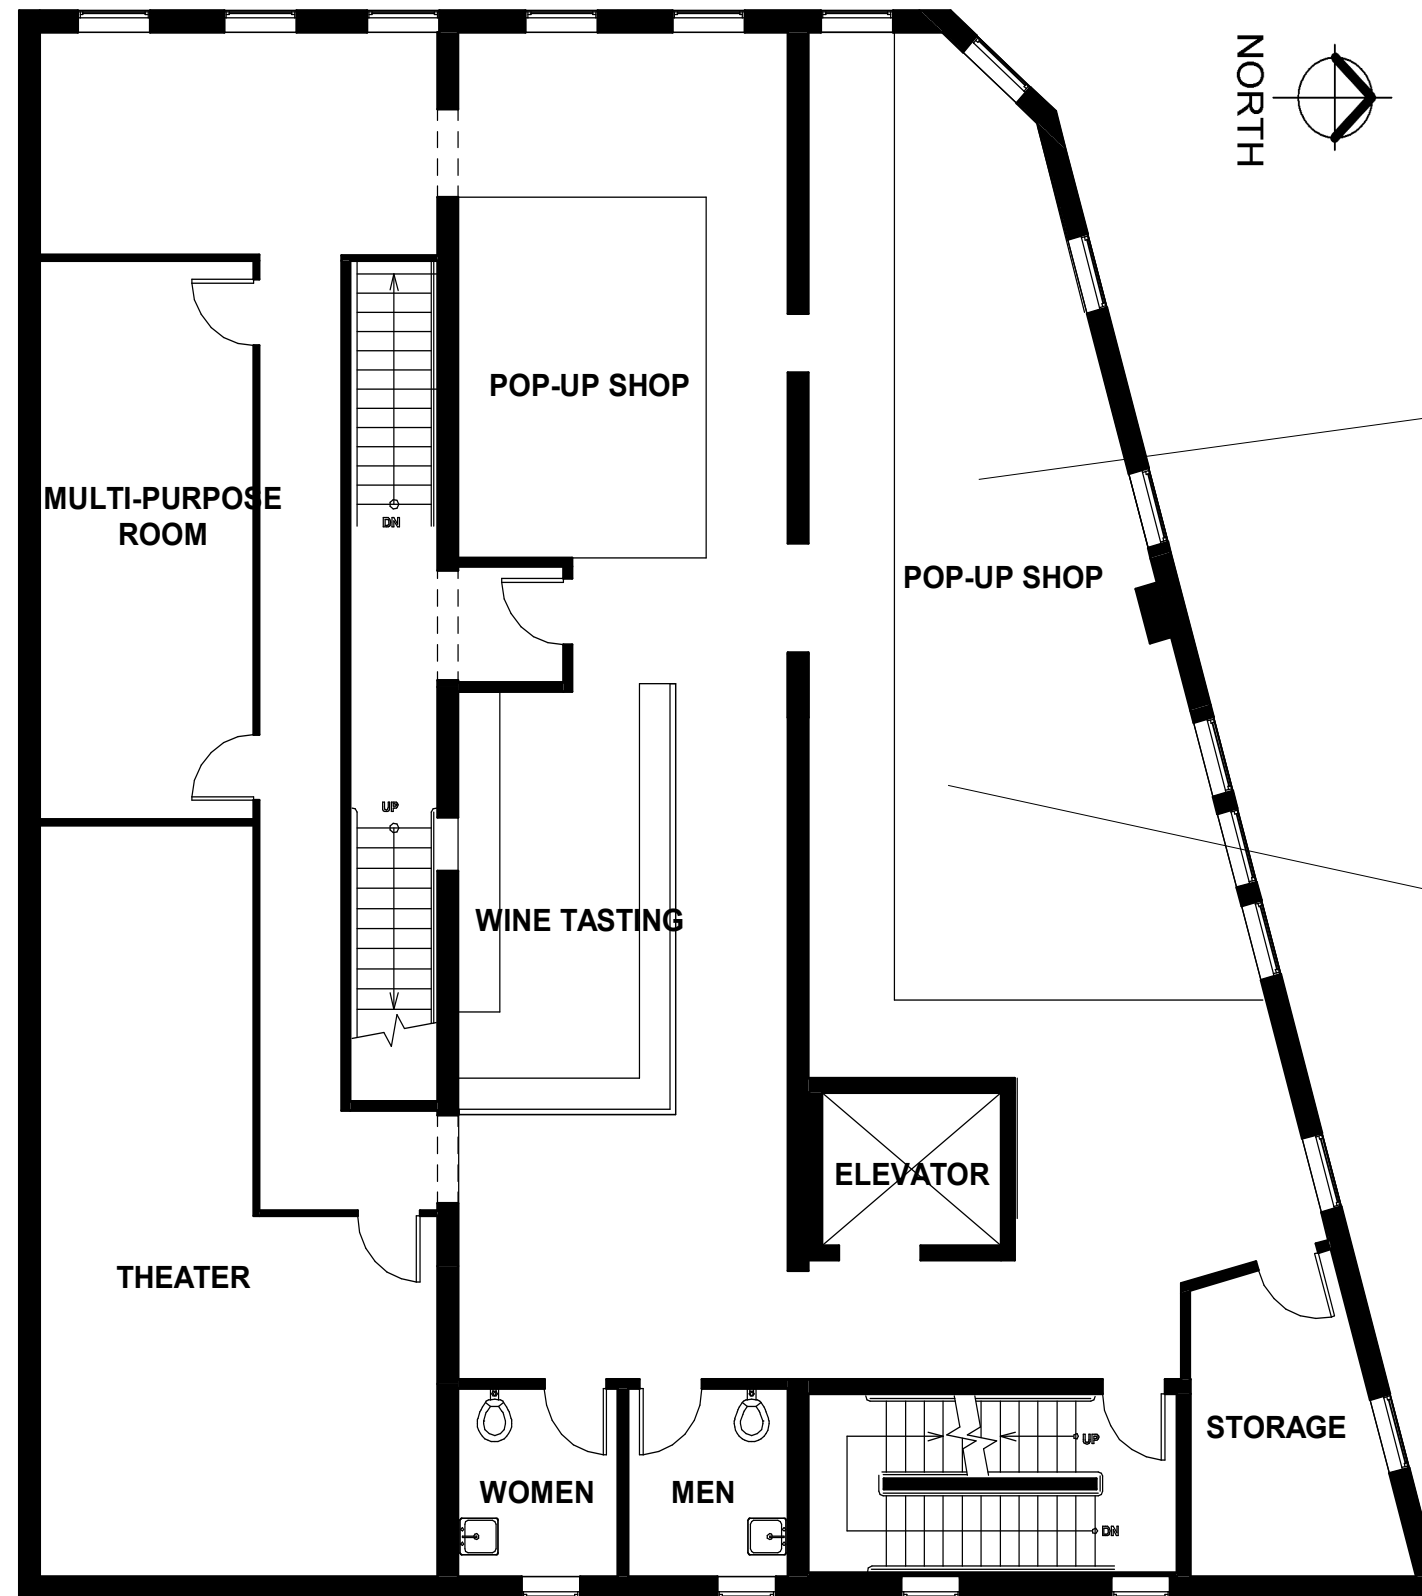 NORTH
POP-UP SHOP
MULTI-PURPOSE
ROOM
DN
POP-UP SHOP
UP
WINE TASTING
ELEVATOR
THEATER
STORAGE
UP
WOMEN
MEN
DN